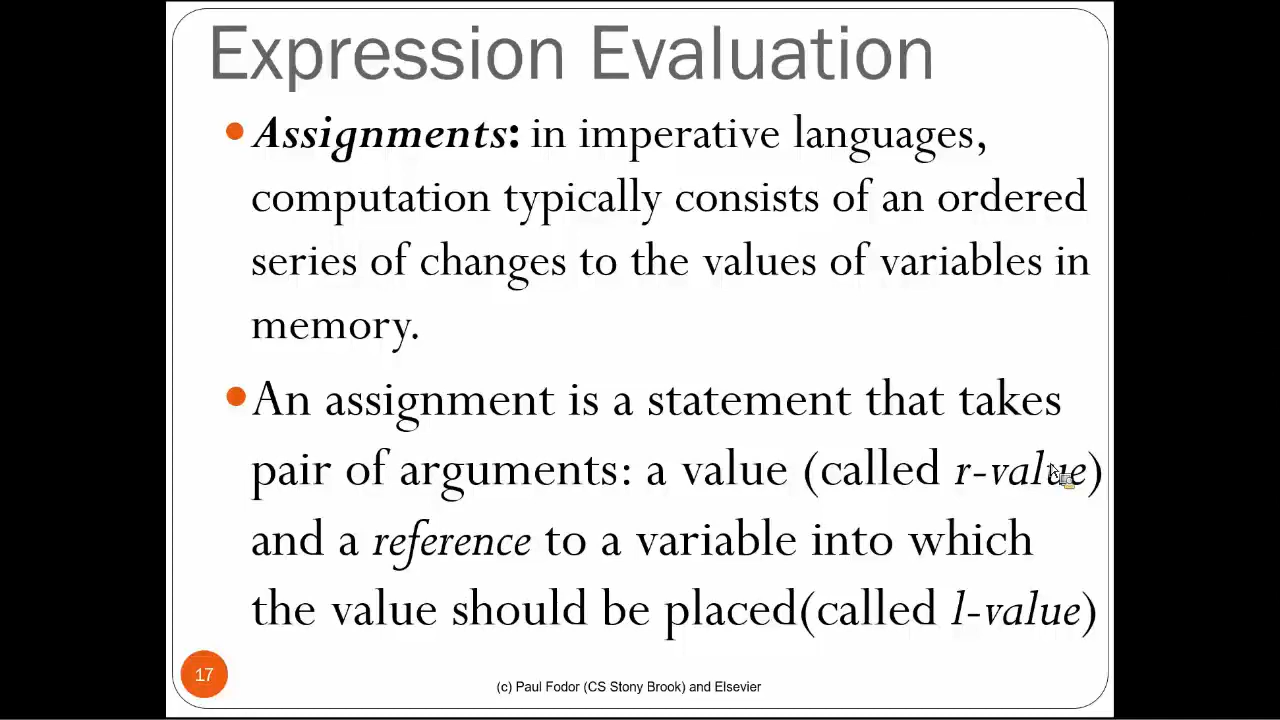 Expression Evaluation
Assignments: in imperative languages,
computation typically consists of an ordered
series of changes to the values of variables in
memory.
An assignment is a statement that takes
pair of arguments: a value (called r-value)
and a reference to a variable into which
the value should be placed(called l-value)
17
(c) Paul Fodor (CS Stony Brook) and Elsevier